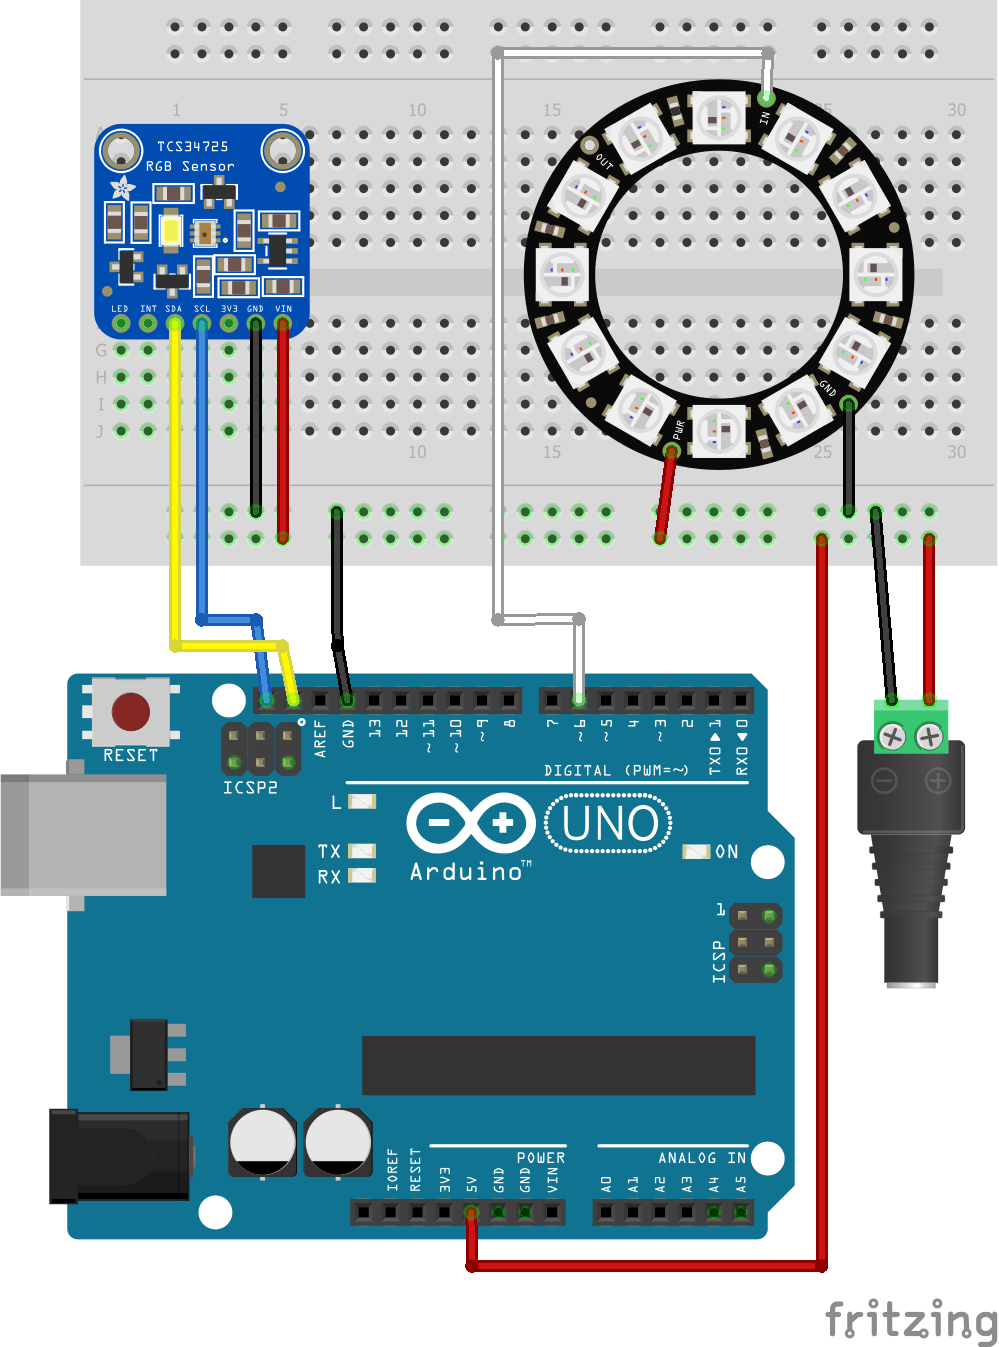 1 5 10 15 25 30
A
TCS34725
RGB Sensor
LED INT SDA SCL 3V3 GND VIN
IN
OUT
GND
PWR
G
H
I
J
10 15 25 30
RESET
ICSP2
AREF GND 13 12 ~11 ~10 ~9 8 7 ~6 ~5 4 ~3 2 TX0▶1 RX0◀0
DIGITAL (PWM=~)
L
TX
RX
UNO
ON
Arduino™
1
ICSP
IOREF RESET 3V3 5V GND GND VIN
POWER
A0 A1 A2 A3 A4 A5
ANALOG IN
fritzing